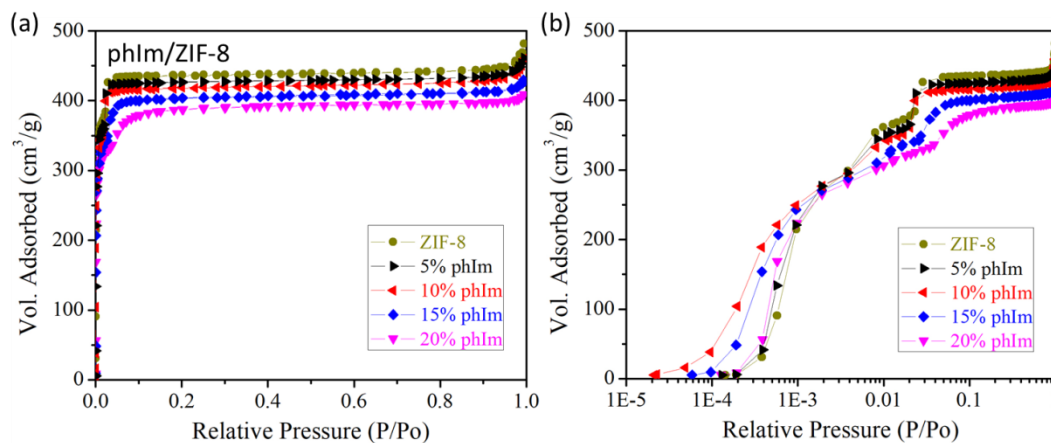 (a)
phIm/ZIF-8
500
400
300
200
100
0
Vol. Adsorbed (cm³/g)
ZIF-8
5% phIm
10% phIm
15% phIm
20% phIm
0.0 0.2 0.4 0.6 0.8 1.0
Relative Pressure (P/Po)
(b)
500
400
300
200
100
0
Vol. Adsorbed (cm³/g)
ZIF-8
5% phIm
10% phIm
15% phIm
20% phIm
1E-5 1E-4 1E-3 0.01 0.1
Relative Pressure (P/Po)